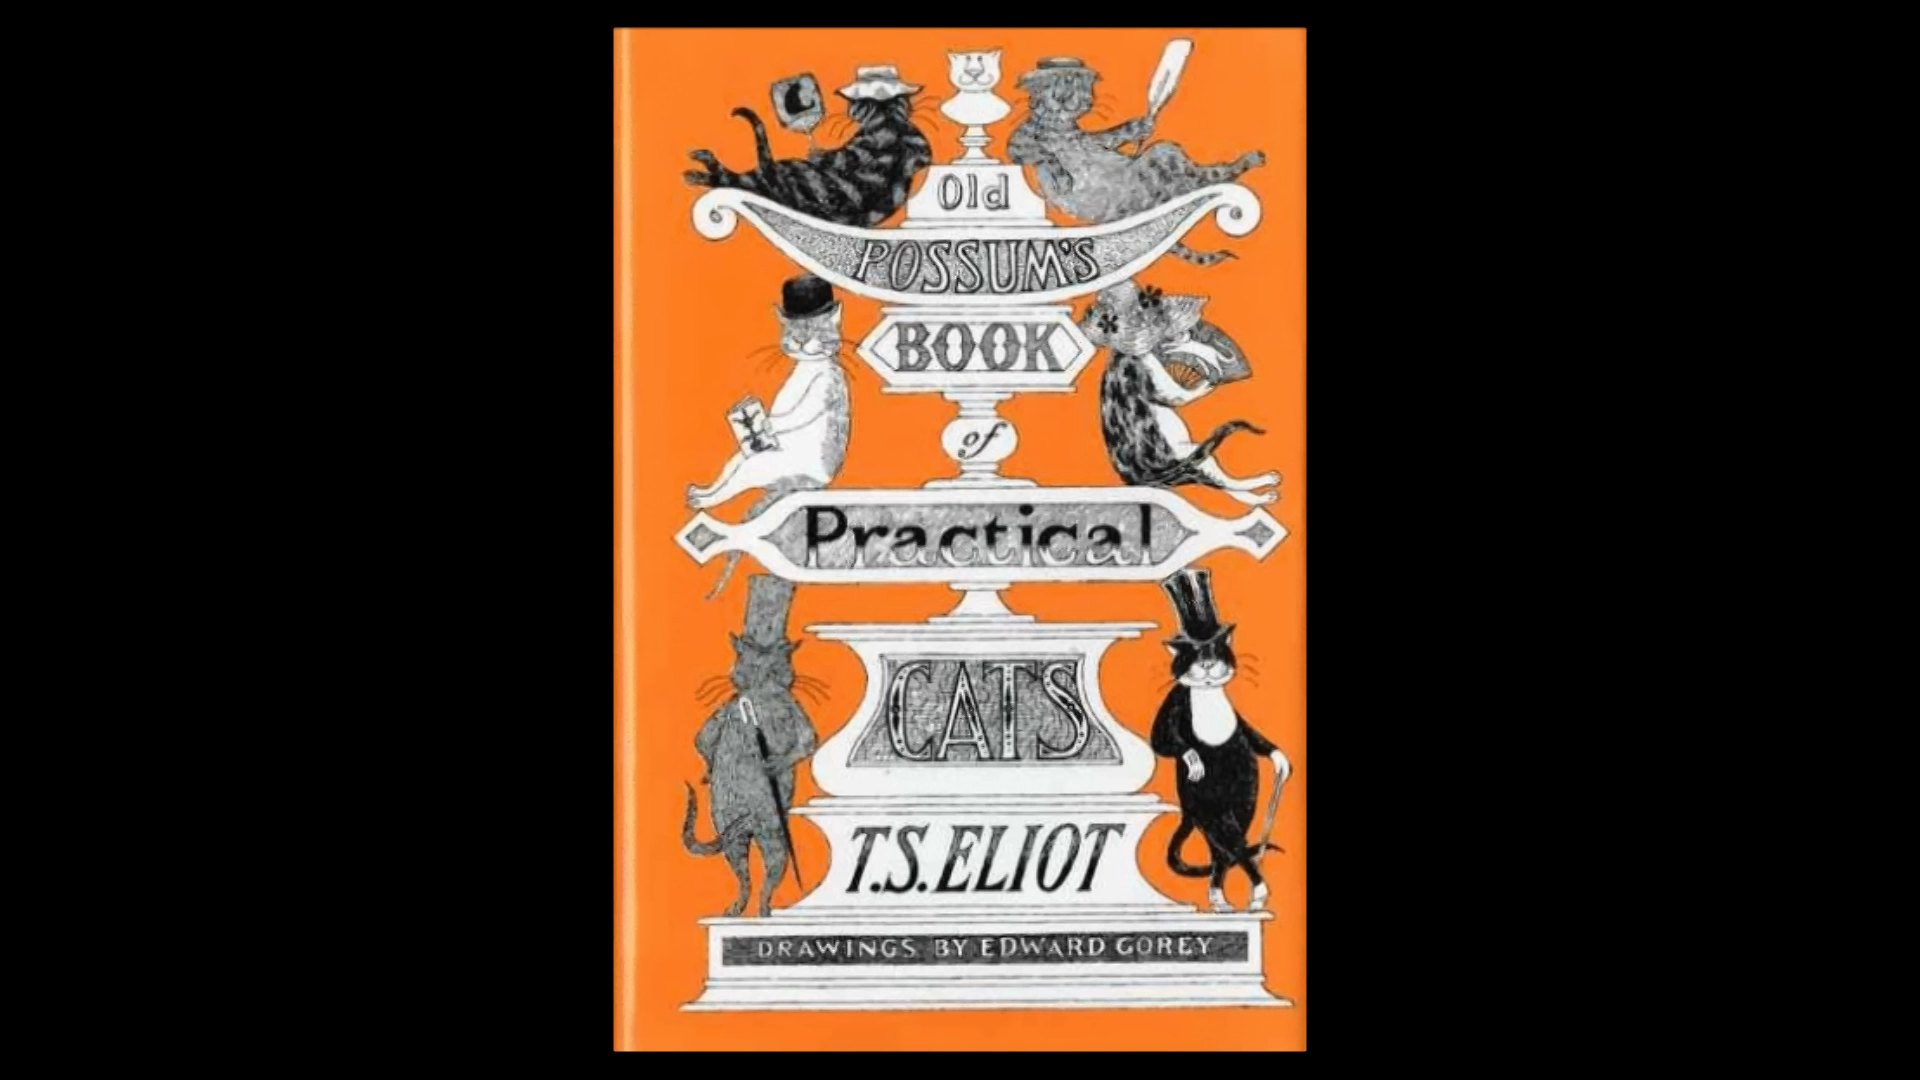 Old
POSSUM'S
BOOK
of
Practical
CATS
T.S. ELIOT
DRAWINGS BY EDWARD GOREY